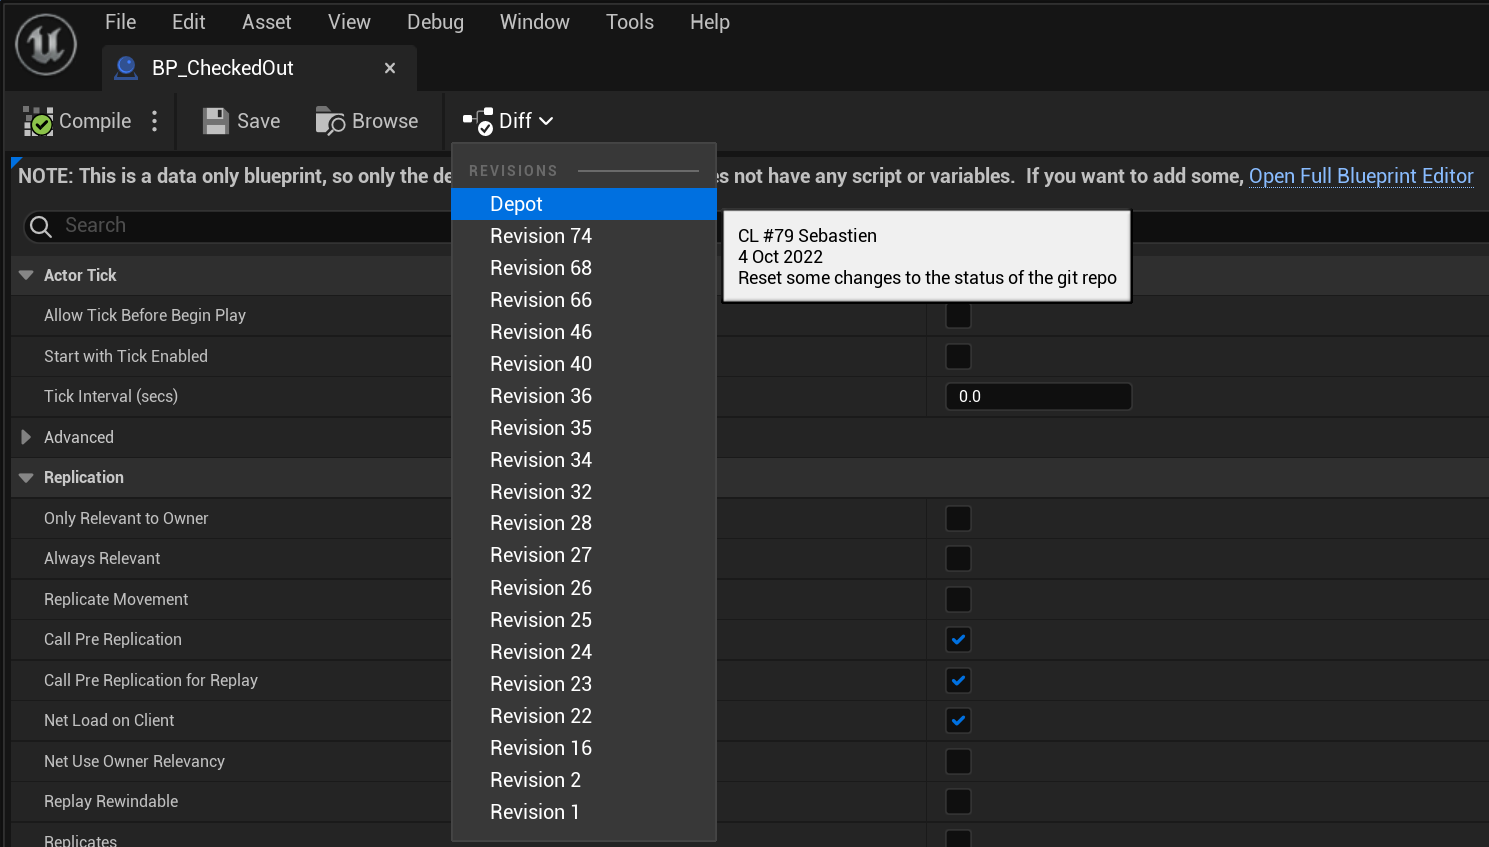 File Edit Asset View Debug Window Tools Help
BP_CheckedOut
Compile Save Browse Diff
REVISIONS
NOTE: This is a data only blueprint, so only the de
not have any script or variables. If you want to add some, Open Full Blueprint Editor
Depot
Search
CL #79 Sebastien
4 Oct 2022
Reset some changes to the status of the git repo
Revision 74
Revision 68
Revision 66
Revision 46
Revision 40
Revision 36
Revision 35
Revision 34
Revision 32
Revision 28
Revision 27
Revision 26
Revision 25
Revision 24
Revision 23
Revision 22
Revision 16
Revision 2
Revision 1
Actor Tick
Allow Tick Before Begin Play
Start with Tick Enabled
Tick Interval (secs) 0.0
Advanced
Replication
Only Relevant to Owner
Always Relevant
Replicate Movement
Call Pre Replication
Call Pre Replication for Replay
Net Load on Client
Net Use Owner Relevancy
Replay Rewindable
Replicates